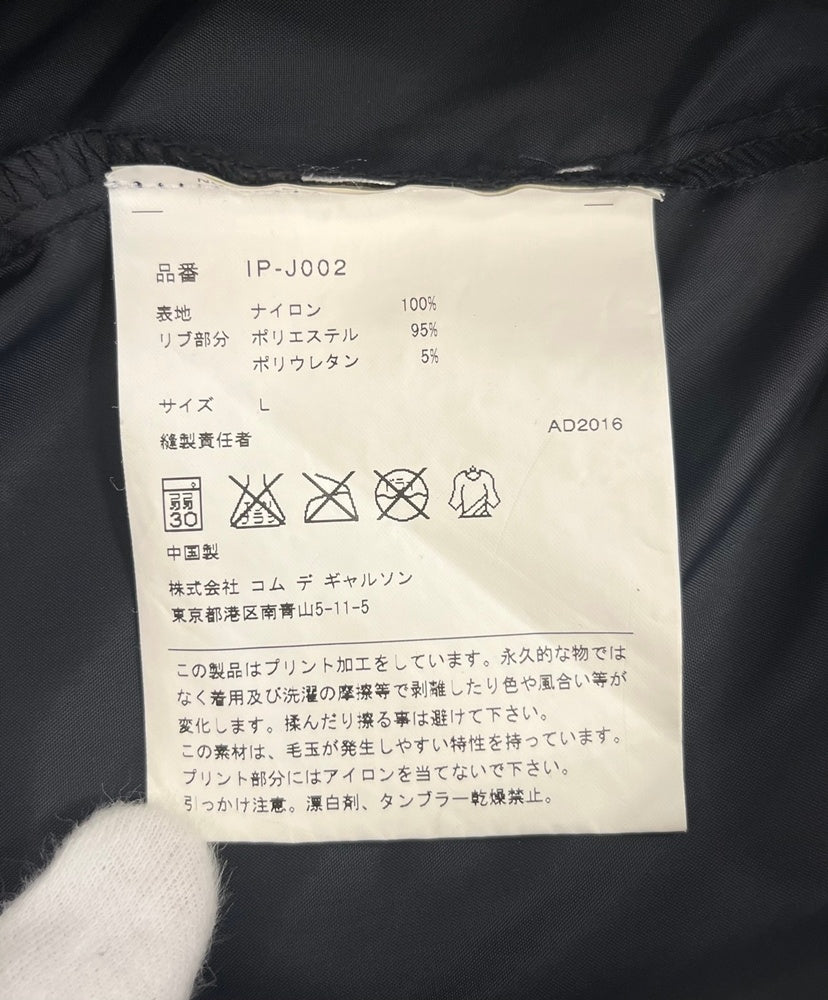 品番 IP-J002
表地 ナイロン 100%
リブ部分 ポリエステル 95%
ポリウレタン 5%
サイズ L
AD2016
縫製責任者
弱
30
エンソ
サラシ
ドライ
中国製
株式会社 コム デ ギャルソン
東京都港区南青山5-11-5
この製品はプリント加工をしています。永久的な物では
なく着用及び洗濯の摩擦等で剥離したり色や風合い等が
変化します。揉んだり擦る事は避けて下さい。
この素材は、毛玉が発生しやすい特性を持っています。
プリント部分にはアイロンを当てないで下さい。
引っかけ注意。漂白剤、タンブラー乾燥禁止。